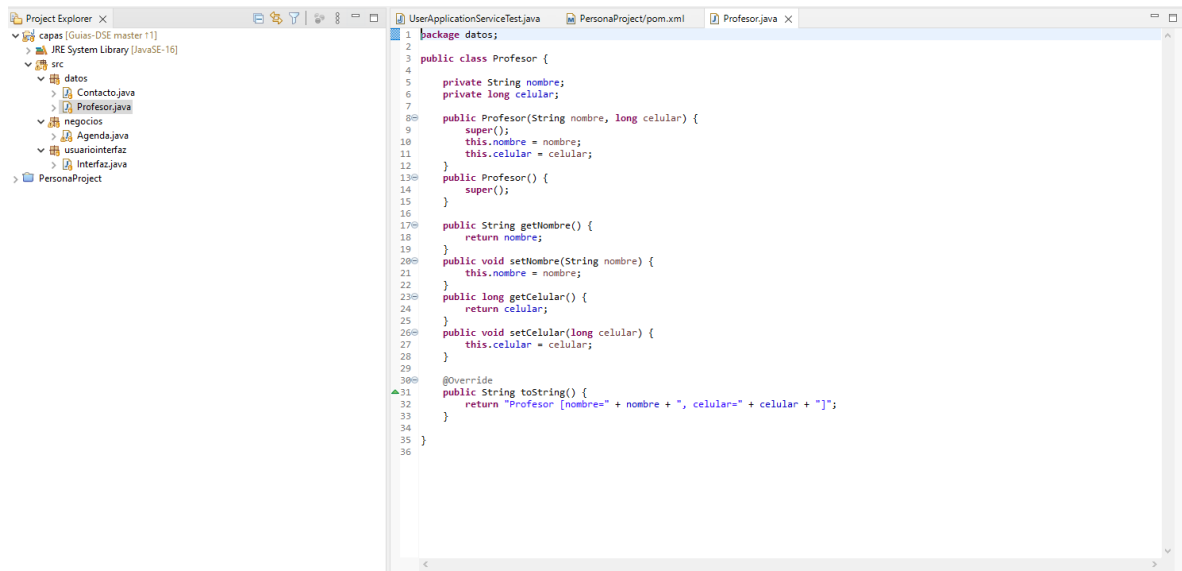 Project Explorer
capas [Guias-DSE master ↑1]
JRE System Library [JavaSE-16]
src
datos
Contacto.java
Profesor.java
negocios
Agenda.java
usuariointerfaz
Interfaz.java
PersonaProject
UserApplicationServiceTest.java PersonaProject/pom.xml Profesor.java
1 package datos;
2
3 public class Profesor {
4
5 private String nombre;
6 private long celular;
7
8 public Profesor(String nombre, long celular) {
9 super();
10 this.nombre = nombre;
11 this.celular = celular;
12 }
13 public Profesor() {
14 super();
15 }
16
17 public String getNombre() {
18 return nombre;
19 }
20 public void setNombre(String nombre) {
21 this.nombre = nombre;
22 }
23 public long getCelular() {
24 return celular;
25 }
26 public void setCelular(long celular) {
27 this.celular = celular;
28 }
29
30 @Override
31 public String toString() {
32 return "Profesor [nombre=" + nombre + ", celular=" + celular + "]";
33 }
34
35 }
36